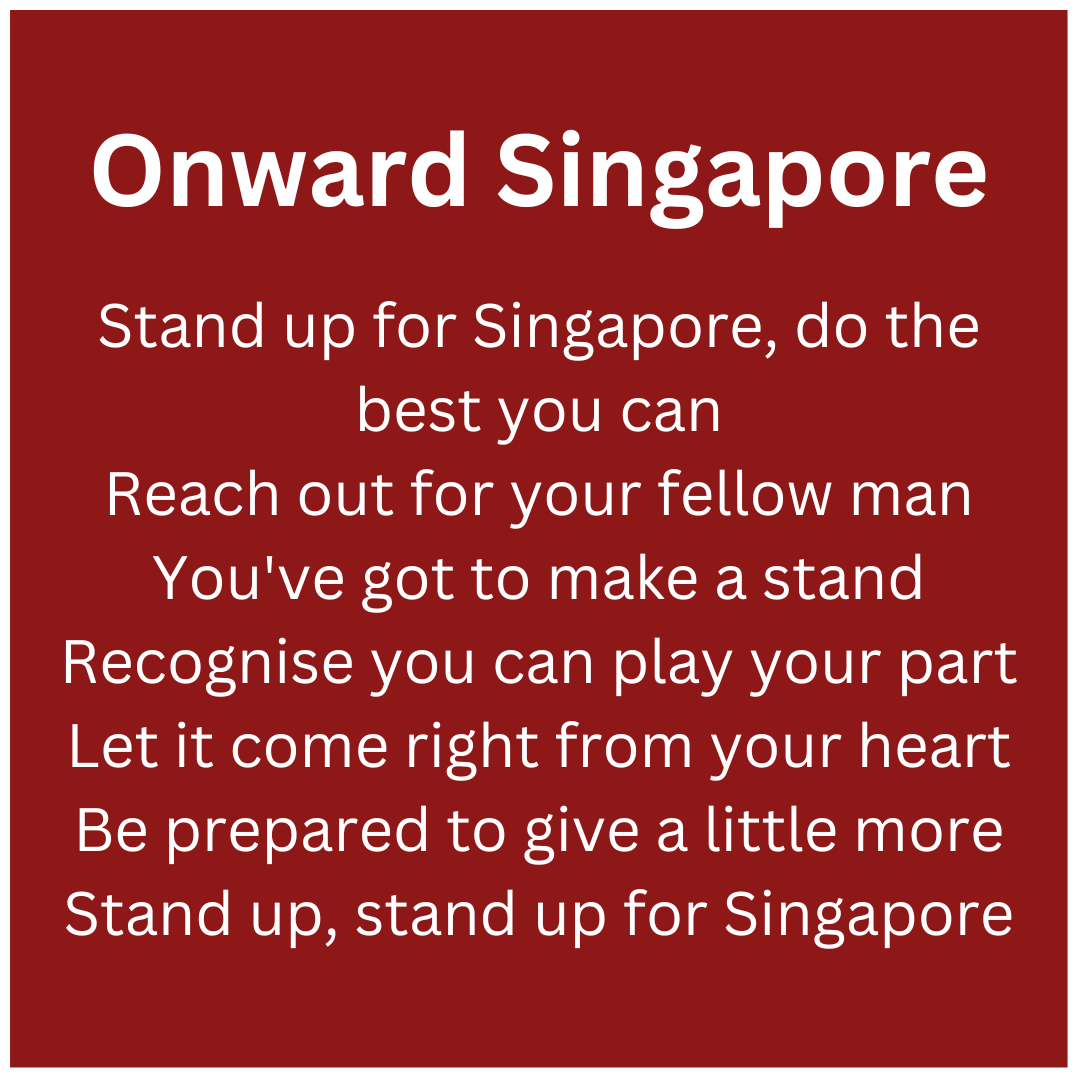 Onward Singapore
Stand up for Singapore, do the
best you can
Reach out for your fellow man
You've got to make a stand
Recognise you can play your part
Let it come right from your heart
Be prepared to give a little more
Stand up, stand up for Singapore